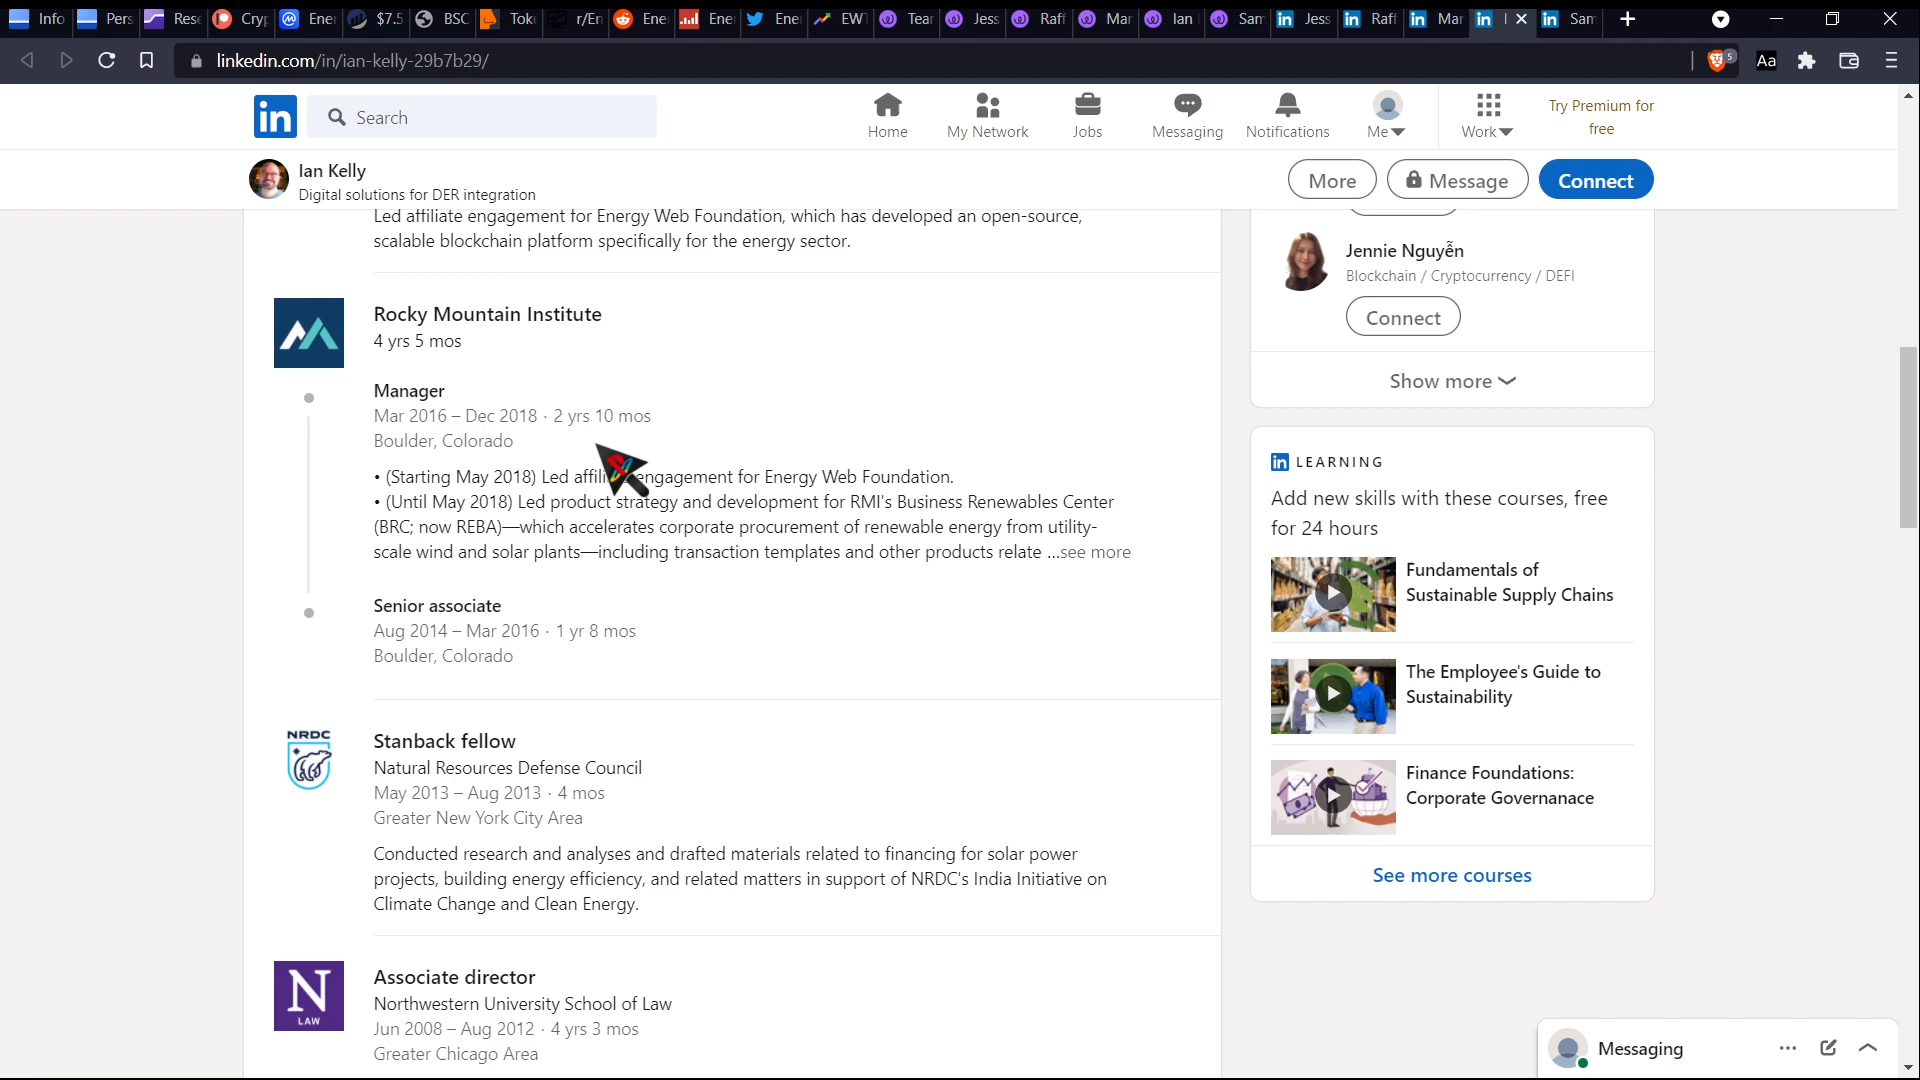 Info
Pers
Rese
Cryp
Ener
$7.5
BSC
Toke
r/En
Ene
Ene
Ene
EWT
Tear
Jess
Raff
Mar
Ian
Sam
Jess
Raff
Mar
I
Sam
linkedin.com/in/ian-kelly-29b7b29/
5
Aa
in
Search
Home
My Network
Jobs
Messaging
Notifications
Me
Work
Try Premium for
free
Ian Kelly
Digital solutions for DER integration
More
Message
Connect
Led affiliate engagement for Energy Web Foundation, which has developed an open-source,
scalable blockchain platform specifically for the energy sector.
Rocky Mountain Institute
4 yrs 5 mos
Manager
Mar 2016 – Dec 2018 · 2 yrs 10 mos
Boulder, Colorado
• (Starting May 2018) Led affili engagement for Energy Web Foundation.
• (Until May 2018) Led product strategy and development for RMI's Business Renewables Center
(BRC; now REBA)—which accelerates corporate procurement of renewable energy from utility-
scale wind and solar plants—including transaction templates and other products relate ...see more
Senior associate
Aug 2014 – Mar 2016 · 1 yr 8 mos
Boulder, Colorado
NRDC
Stanback fellow
Natural Resources Defense Council
May 2013 – Aug 2013 · 4 mos
Greater New York City Area
Conducted research and analyses and drafted materials related to financing for solar power
projects, building energy efficiency, and related matters in support of NRDC's India Initiative on
Climate Change and Clean Energy.
N
LAW
Associate director
Northwestern University School of Law
Jun 2008 – Aug 2012 · 4 yrs 3 mos
Greater Chicago Area
Jennie Nguyễn
Blockchain / Cryptocurrency / DEFI
Connect
Show more
in LEARNING
Add new skills with these courses, free
for 24 hours
Fundamentals of
Sustainable Supply Chains
The Employee's Guide to
Sustainability
Finance Foundations:
Corporate Governanace
See more courses
Messaging